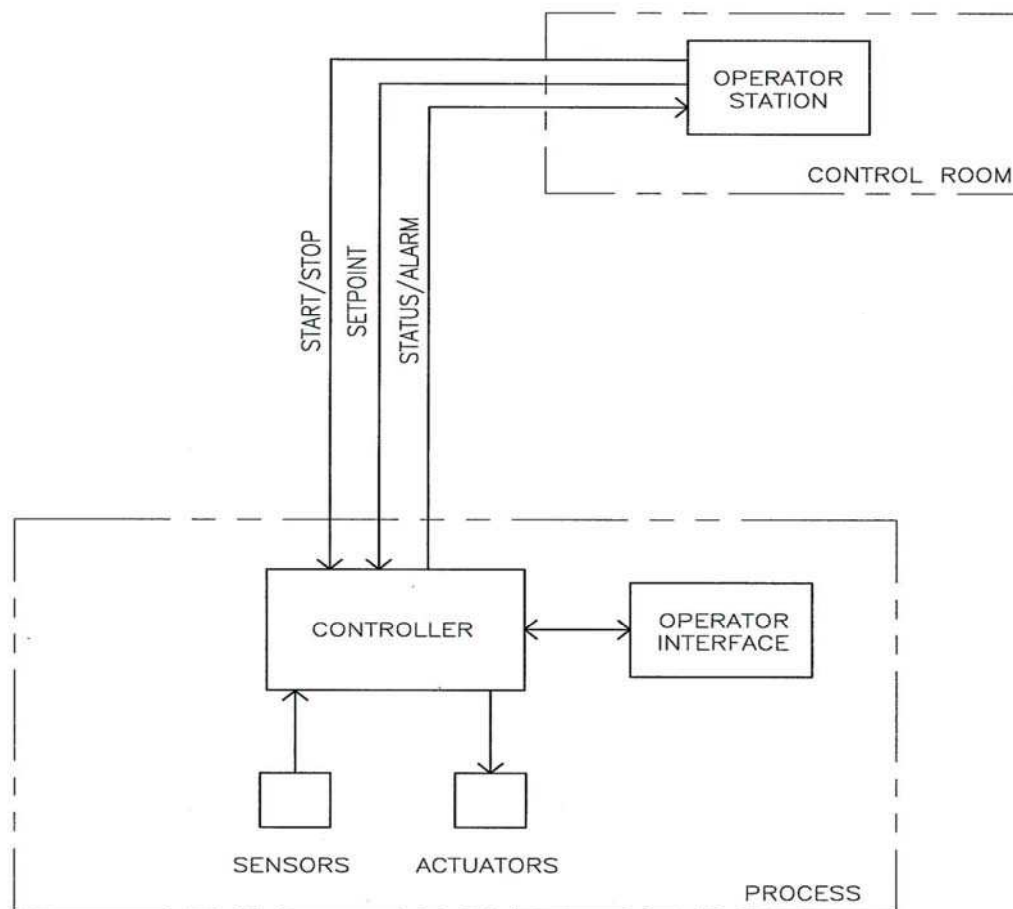 OPERATOR
STATION
CONTROL ROOM
START/STOP
SETPOINT
STATUS/ALARM
CONTROLLER
OPERATOR
INTERFACE
SENSORS
ACTUATORS
PROCESS